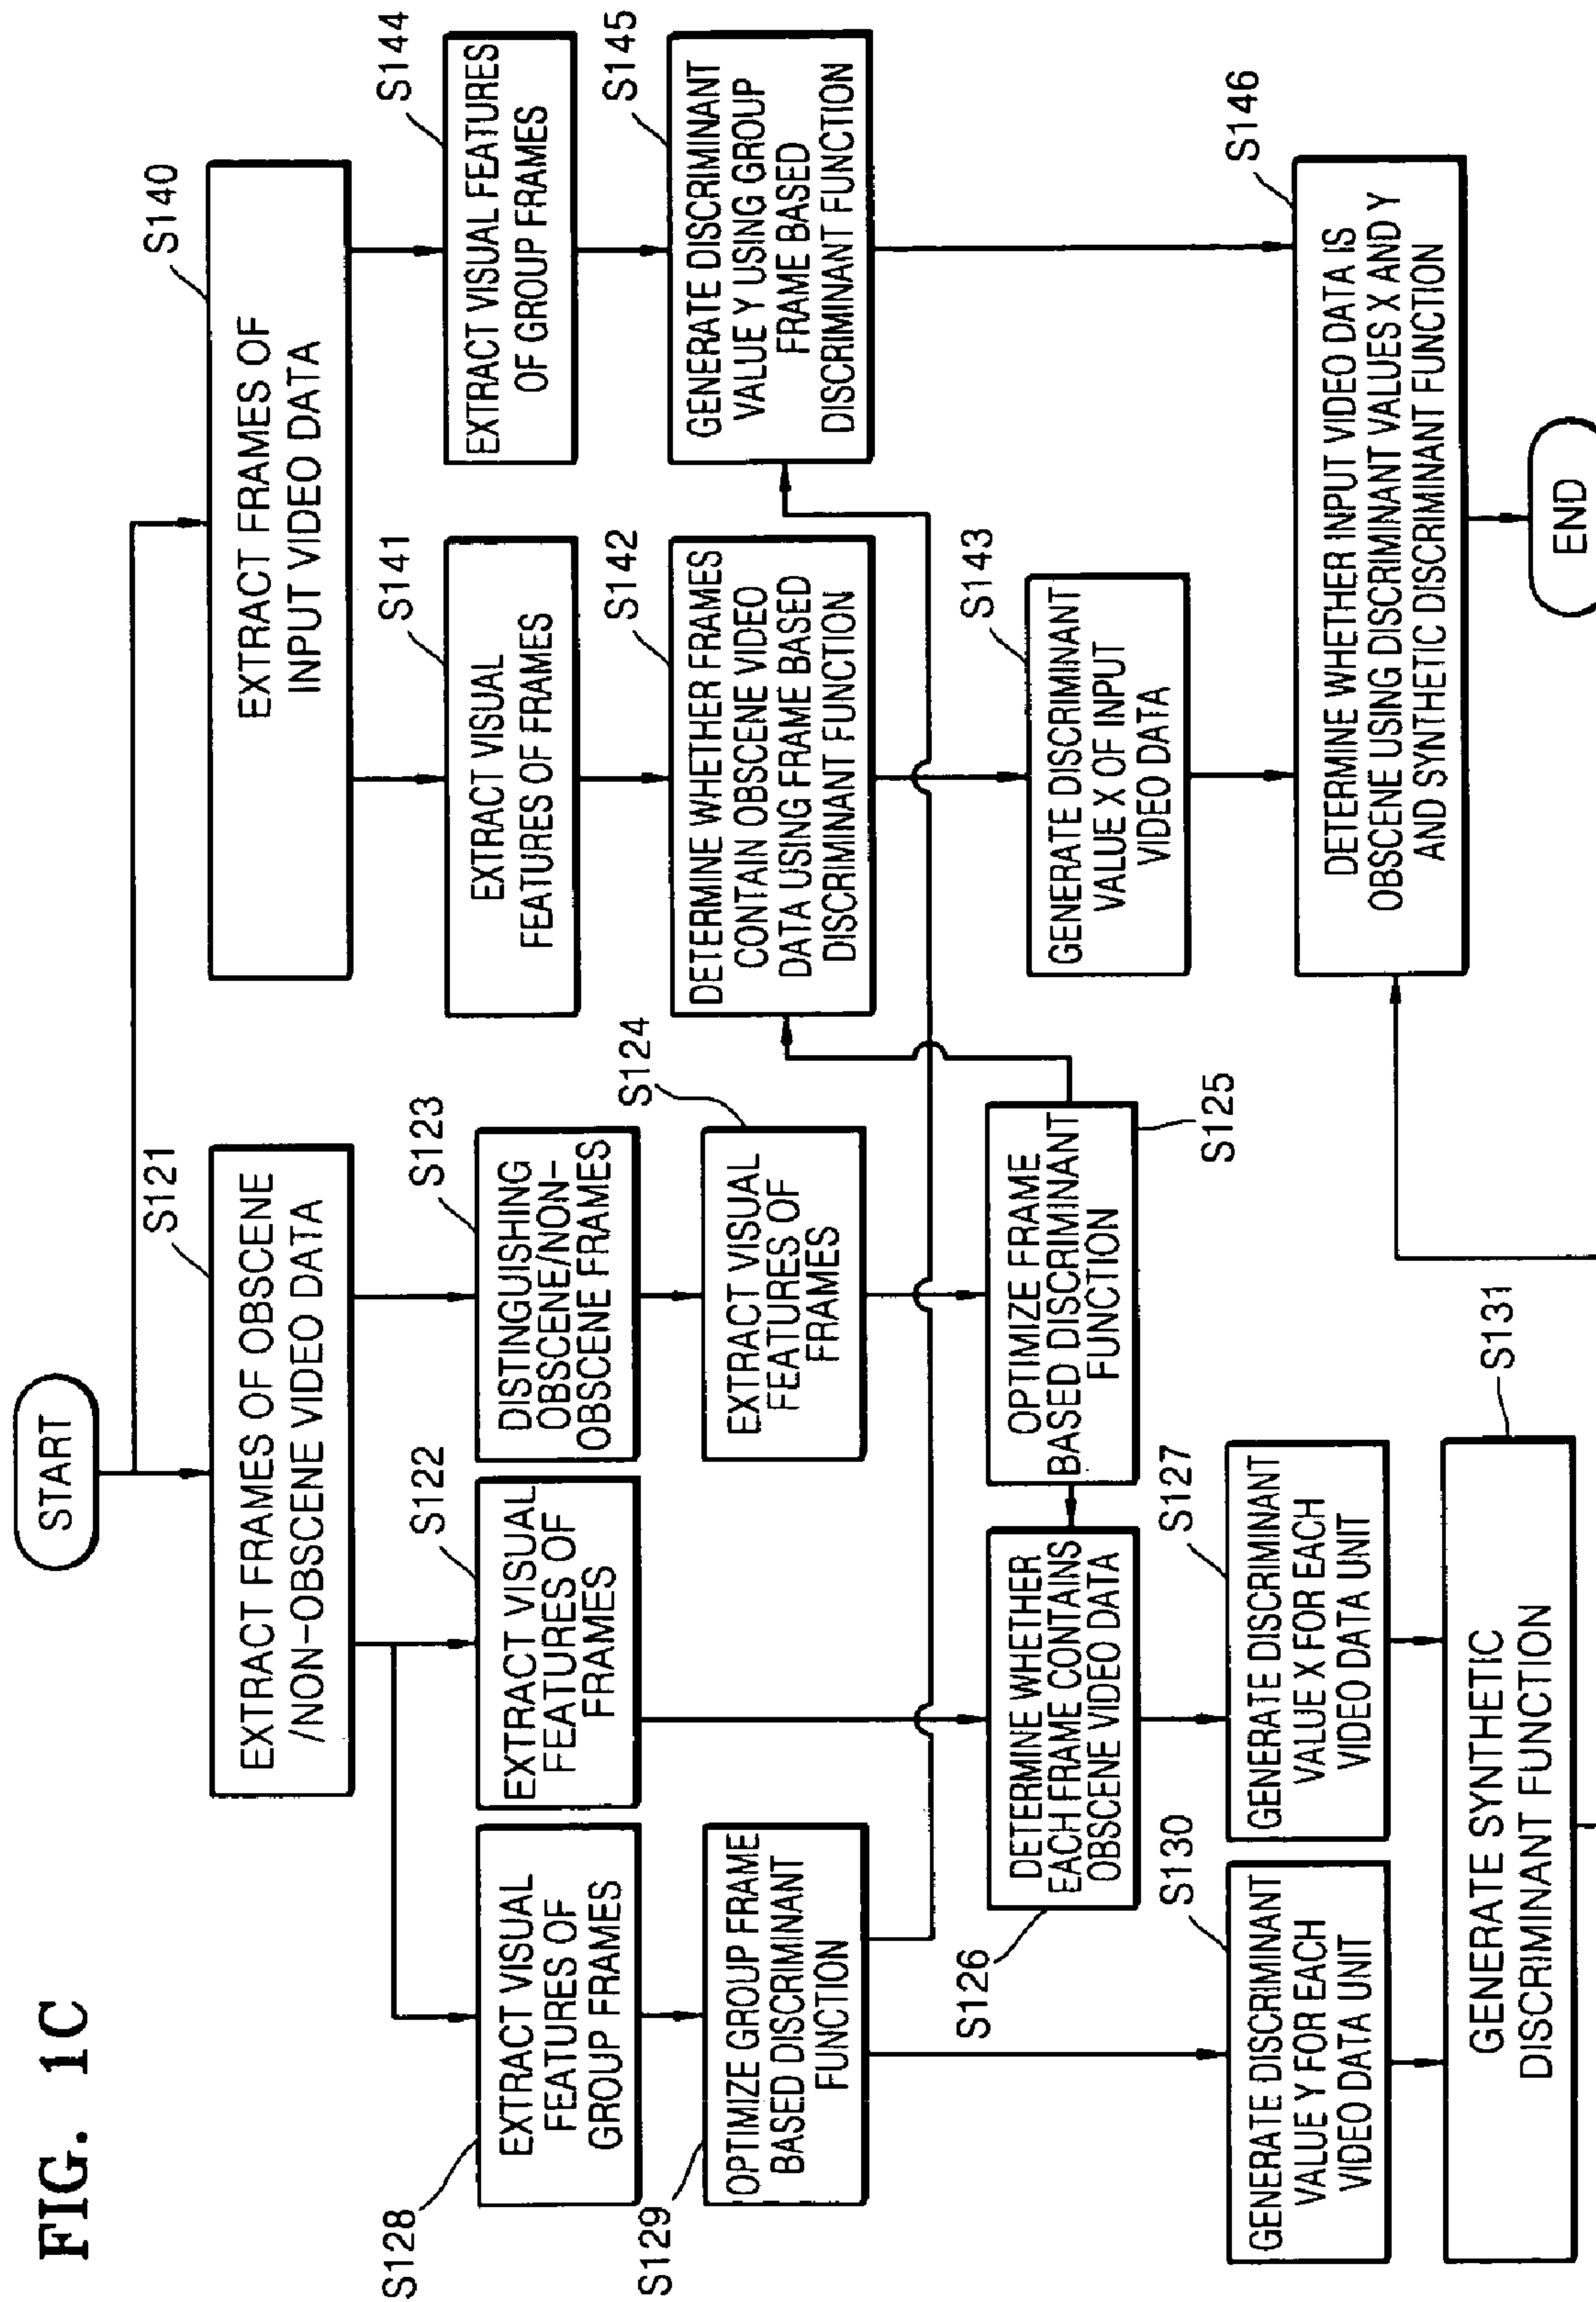 FIG. 1C
START
S121
EXTRACT FRAMES OF OBSCENE
/NON-OBSCENE VIDEO DATA
S140
EXTRACT FRAMES OF
INPUT VIDEO DATA
S128
EXTRACT VISUAL
FEATURES OF
GROUP FRAMES
S122
EXTRACT VISUAL
FEATURES OF
FRAMES
S123
DISTINGUISHING
OBSCENE/NON-
OBSCENE FRAMES
S141
EXTRACT VISUAL
FEATURES OF FRAMES
S144
EXTRACT VISUAL FEATURES
OF GROUP FRAMES
S129
OPTIMIZE GROUP FRAME
BASED DISCRIMINANT
FUNCTION
S124
EXTRACT VISUAL
FEATURES OF
FRAMES
S142
DETERMINE WHETHER FRAMES
CONTAIN OBSCENE VIDEO
DATA USING FRAME BASED
DISCRIMINANT FUNCTION
S145
GENERATE DISCRIMINANT
VALUE Y USING GROUP
FRAME BASED
DISCRIMINANT FUNCTION
S126
DETERMINE WHETHER
EACH FRAME CONTAINS
OBSCENE VIDEO DATA
OPTIMIZE FRAME
BASED DISCRIMINANT
FUNCTION
S125
S143
GENERATE DISCRIMINANT
VALUE X OF INPUT
VIDEO DATA
S130
GENERATE DISCRIMINANT
VALUE Y FOR EACH
VIDEO DATA UNIT
S127
GENERATE DISCRIMINANT
VALUE X FOR EACH
VIDEO DATA UNIT
S146
DETERMINE WHETHER INPUT VIDEO DATA IS
OBSCENE USING DISCRIMINANT VALUES X AND Y
AND SYNTHETIC DISCRIMINANT FUNCTION
S131
GENERATE SYNTHETIC
DISCRIMINANT FUNCTION
END